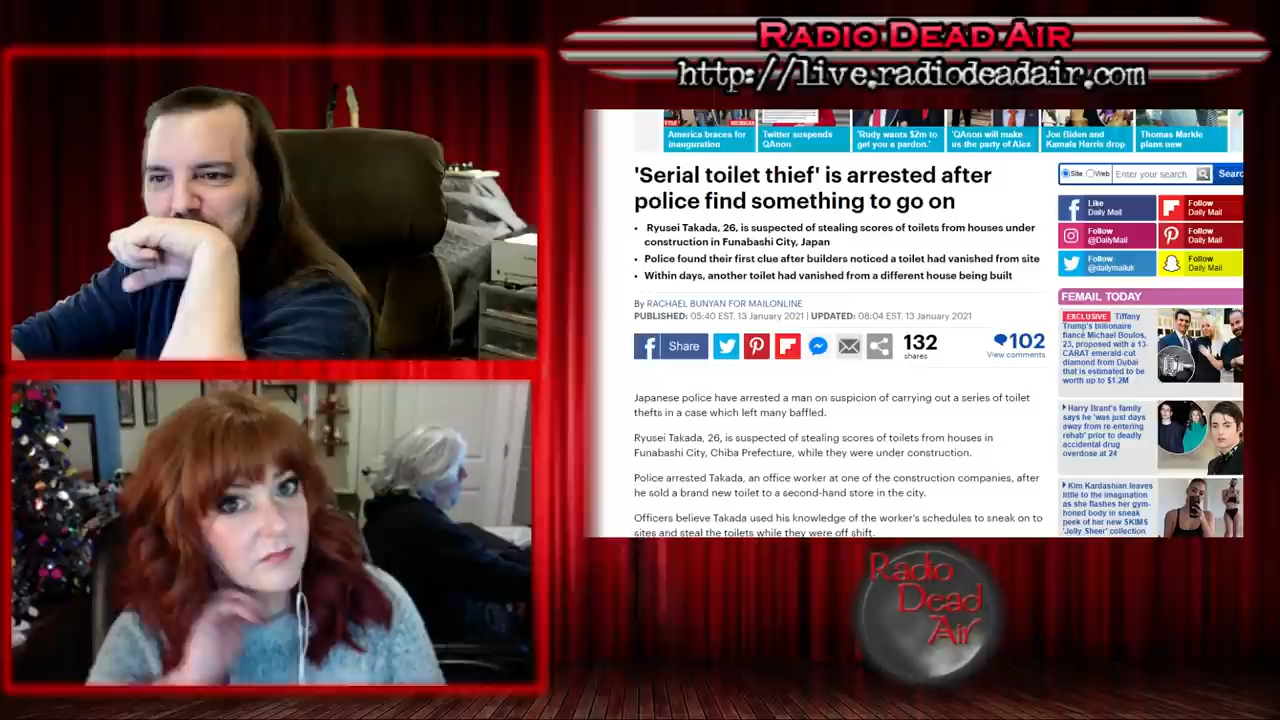 RADIO DEAD AIR
http://live.radiodeadair.com
America braces for
inauguration
Twitter suspends
QAnon
'Rudy wants $2m to
get you a pardon.'
'QAnon will make
us the party of Alex
Joe Biden and
Kamala Harris drop
Thomas Markle
plans new
'Serial toilet thief' is arrested after
police find something to go on
• Ryusei Takada, 26, is suspected of stealing scores of toilets from houses under
construction in Funabashi City, Japan
• Police found their first clue after builders noticed a toilet had vanished from site
• Within days, another toilet had vanished from a different house being built
By RACHAEL BUNYAN FOR MAILONLINE
PUBLISHED: 05:40 EST, 13 January 2021 | UPDATED: 08:04 EST, 13 January 2021
Share
132
shares
102
View comments
Japanese police have arrested a man on suspicion of carrying out a series of toilet
thefts in a case which left many baffled.
Ryusei Takada, 26, is suspected of stealing scores of toilets from houses in
Funabashi City, Chiba Prefecture, while they were under construction.
Police arrested Takada, an office worker at one of the construction companies, after
he sold a brand new toilet to a second-hand store in the city.
Officers believe Takada used his knowledge of the worker's schedules to sneak on to
sites and steal the toilets while they were off shift.
Site Web Enter your search Searc
Like
Daily Mail
Follow
Daily Mail
Follow
@DailyMail
Follow
Daily Mail
Follow
@dailymailuk
Follow
Daily Mail
FEMAIL TODAY
EXCLUSIVE Tiffany
Trump's billionaire
fiancé Michael Boulos,
23, proposed with a 13-
CARAT emerald-cut
diamond from Dubai
that is estimated to be
worth up to $1.2M
Harry Brant's family
says he 'was just days
away from re-entering
rehab' prior to deadly
accidental drug
overdose at 24
Kim Kardashian leaves
little to the imagination
as she flashes her gym-
honed body in sneak
peek of her new SKIMS
'Jelly Sheer' collection
Radio
Dead
Air